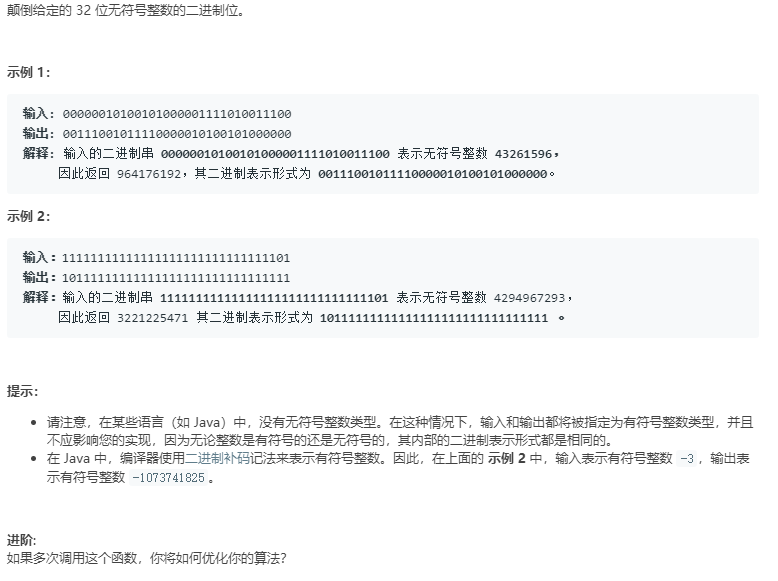 颠倒给定的 32 位无符号整数的二进制位。
示例 1：
输入：00000010100101000001111010011100
输出：00111001011110000010100101000000
解释：输入的二进制串 00000010100101000001111010011100 表示无符号整数 43261596，
因此返回 964176192，其二进制表示形式为 00111001011110000010100101000000。
示例 2：
输入：11111111111111111111111111111101
输出：10111111111111111111111111111111
解释：输入的二进制串 11111111111111111111111111111101 表示无符号整数 4294967293，
因此返回 3221225471 其二进制表示形式为 10111111111111111111111111111111 。
提示：
请注意，在某些语言（如 Java）中，没有无符号整数类型。在这种情况下，输入和输出都将被指定为有符号整数类型，并且
不应影响您的实现，因为无论整数是有符号的还是无符号的，其内部的二进制表示形式都是相同的。
在 Java 中，编译器使用二进制补码记法来表示有符号整数。因此，在上面的 示例 2 中，输入表示有符号整数 -3，输出表
示有符号整数 -1073741825。
进阶:
如果多次调用这个函数，你将如何优化你的算法？